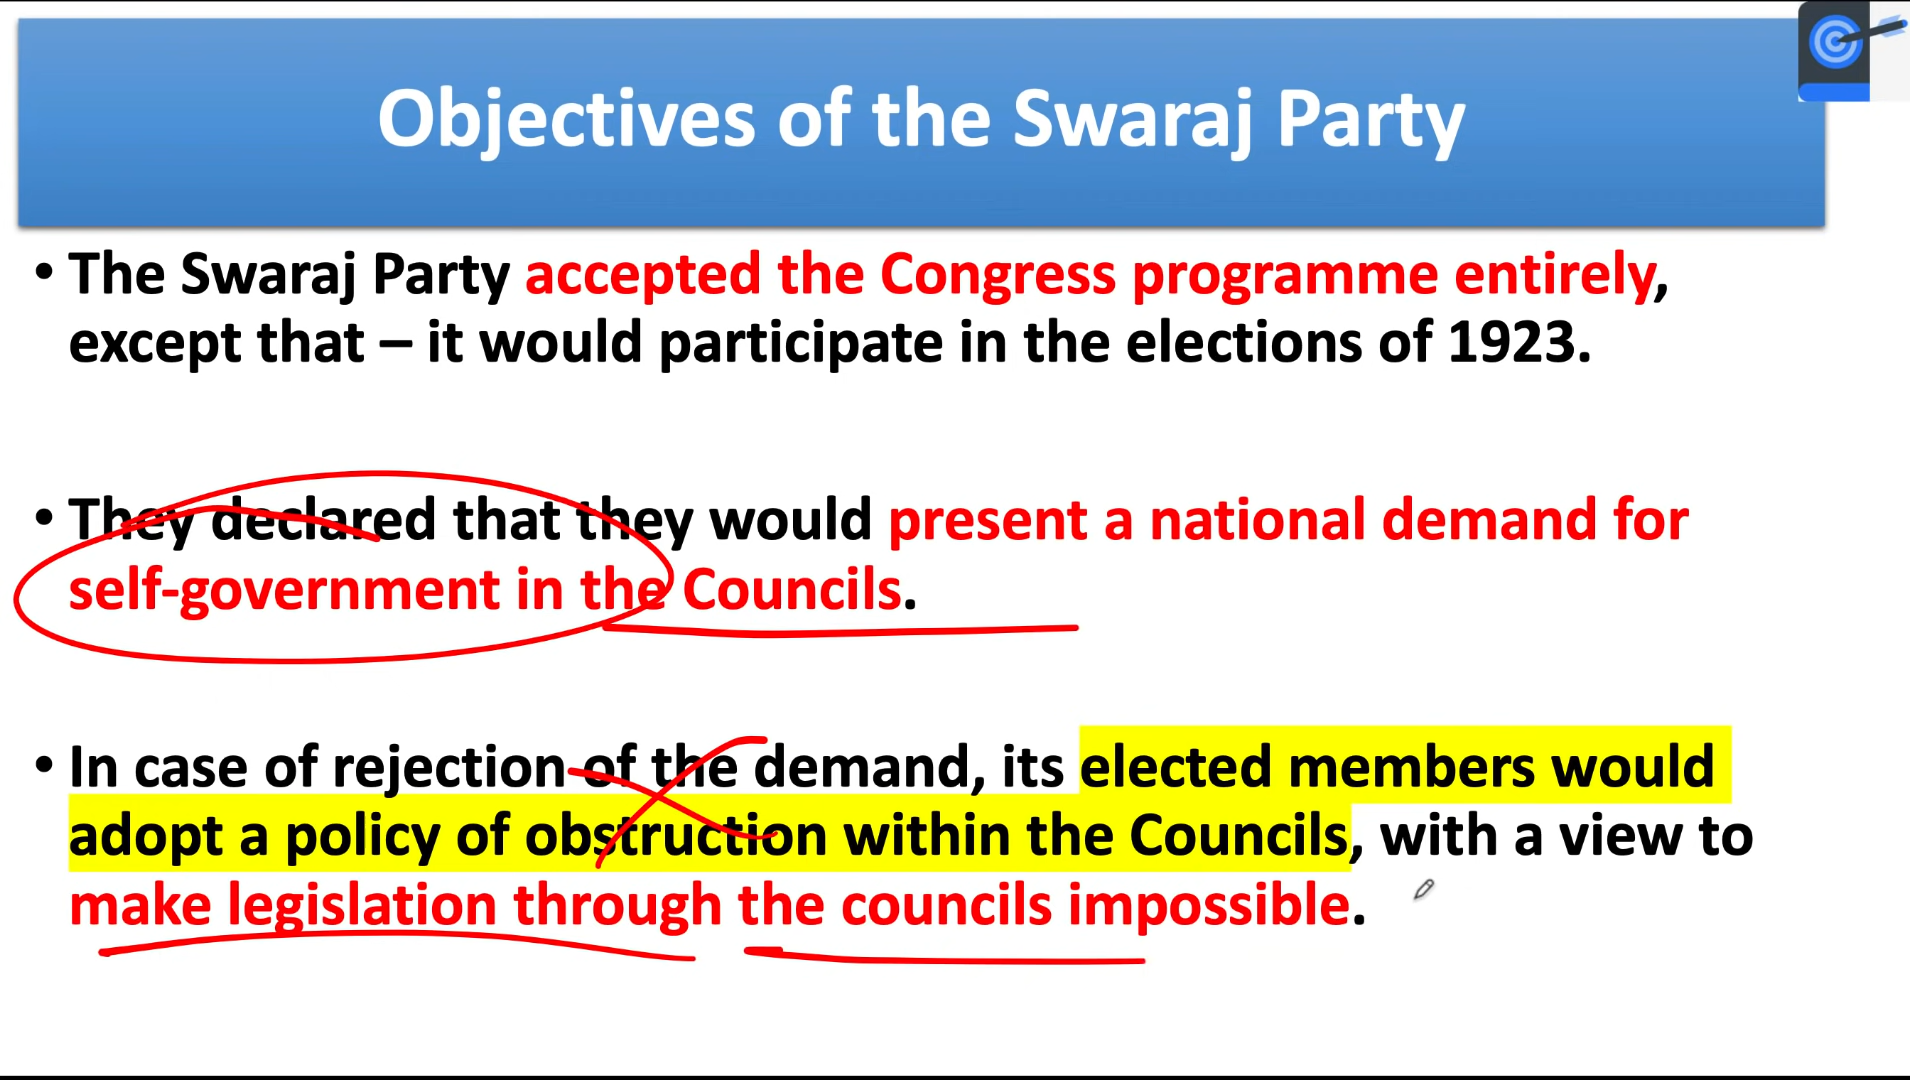 Objectives of the Swaraj Party
• The Swaraj Party accepted the Congress programme entirely,
except that – it would participate in the elections of 1923.
• They declared that they would present a national demand for
self-government in the Councils.
• In case of rejection of the demand, its elected members would
adopt a policy of obstruction within the Councils, with a view to
make legislation through the councils impossible.